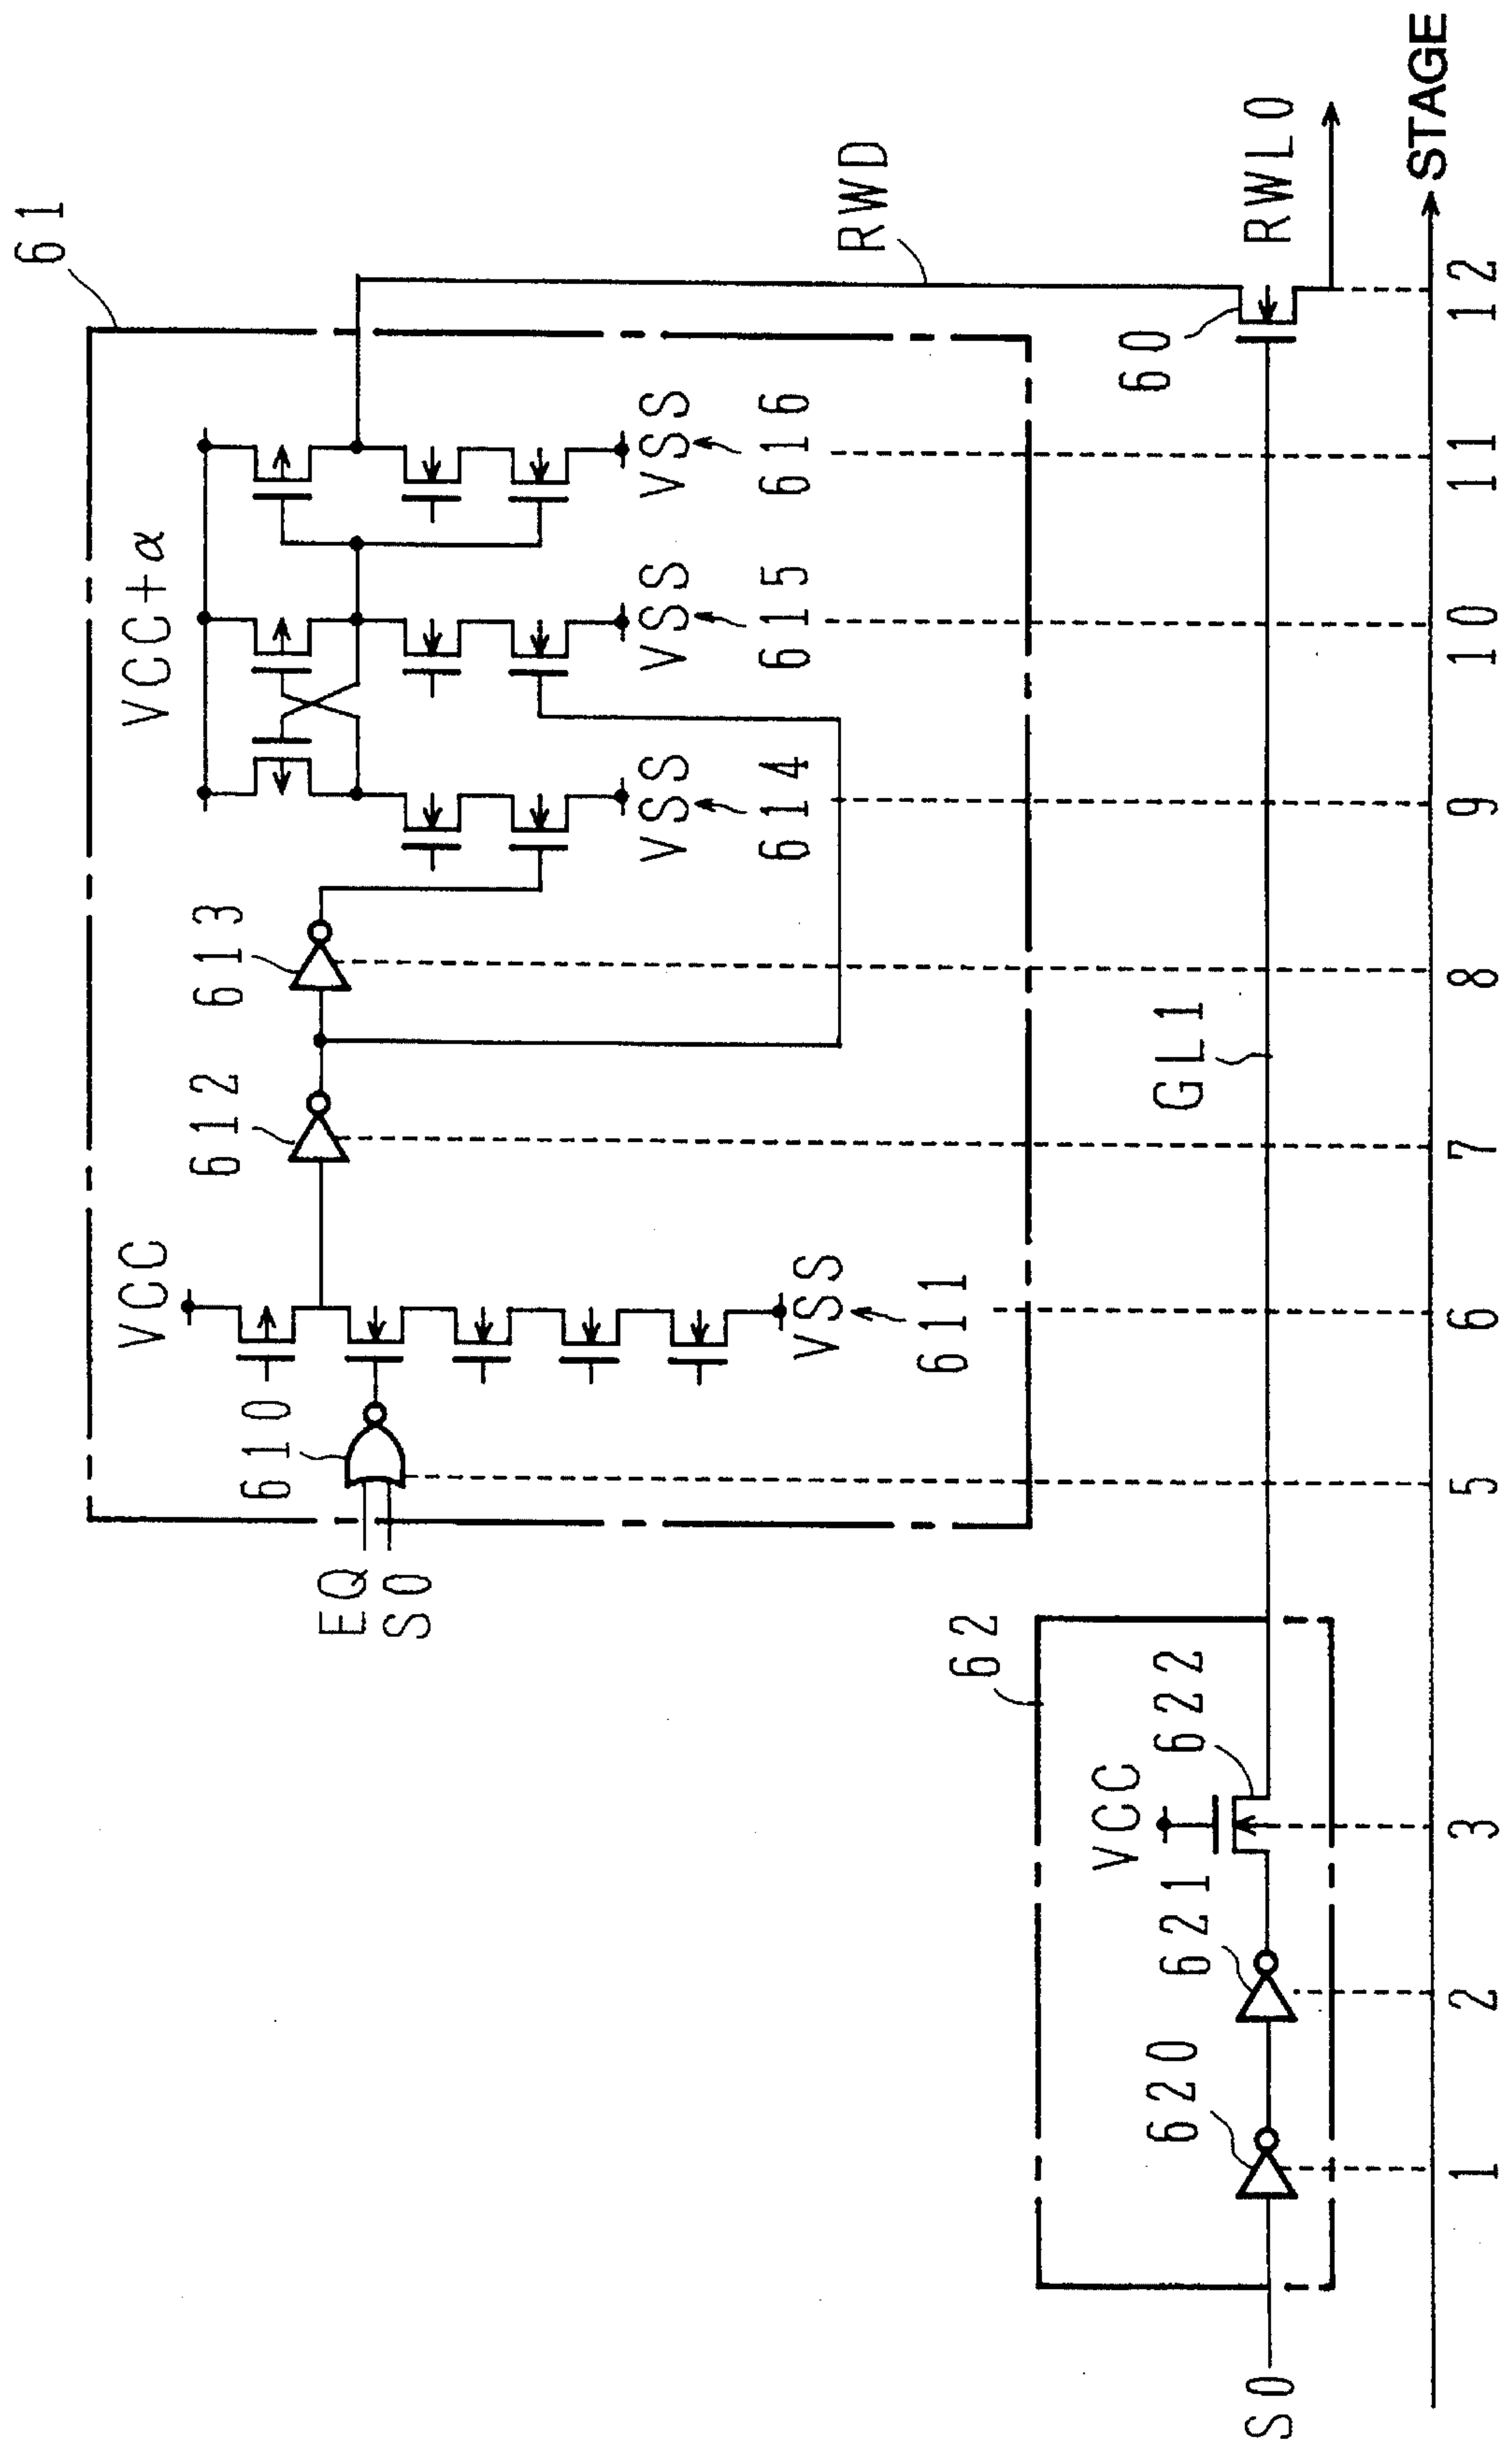 61
VCC+α
VCC
610
612
613
EQ
S0
VSS
611
VSS
614
VSS
615
VSS
616
RWD
62
VCC
620
621
622
S0
GL1
60
RWL0
1 2 3 5 6 7 8 9 10 11 12
STAGE